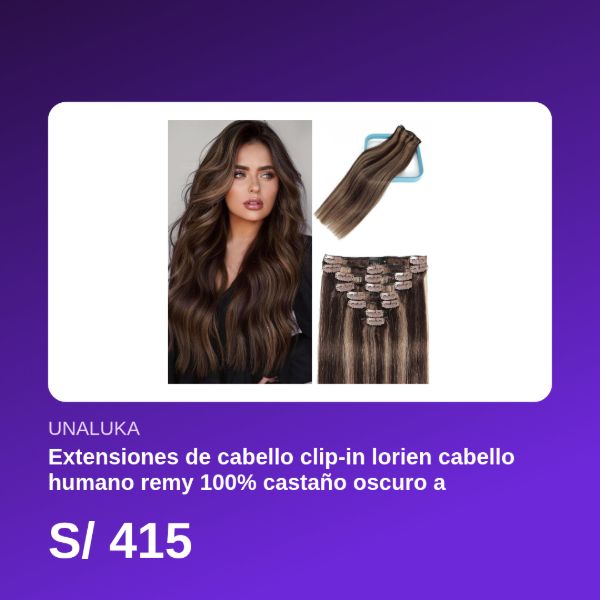 UNALUKA
Extensiones de cabello clip-in lorien cabello
humano remy 100% castaño oscuro a
S/ 415